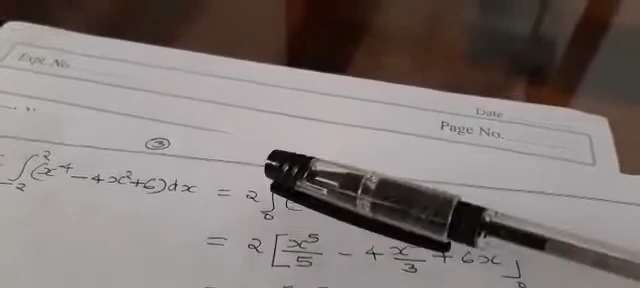 Expt. No.
Date
Page No.
③
∫₋₂² (x⁴ - 4x² + 6) dx = 2 ∫₀ (
= 2 [x⁵/5 - 4 x/3 + 6x]₀